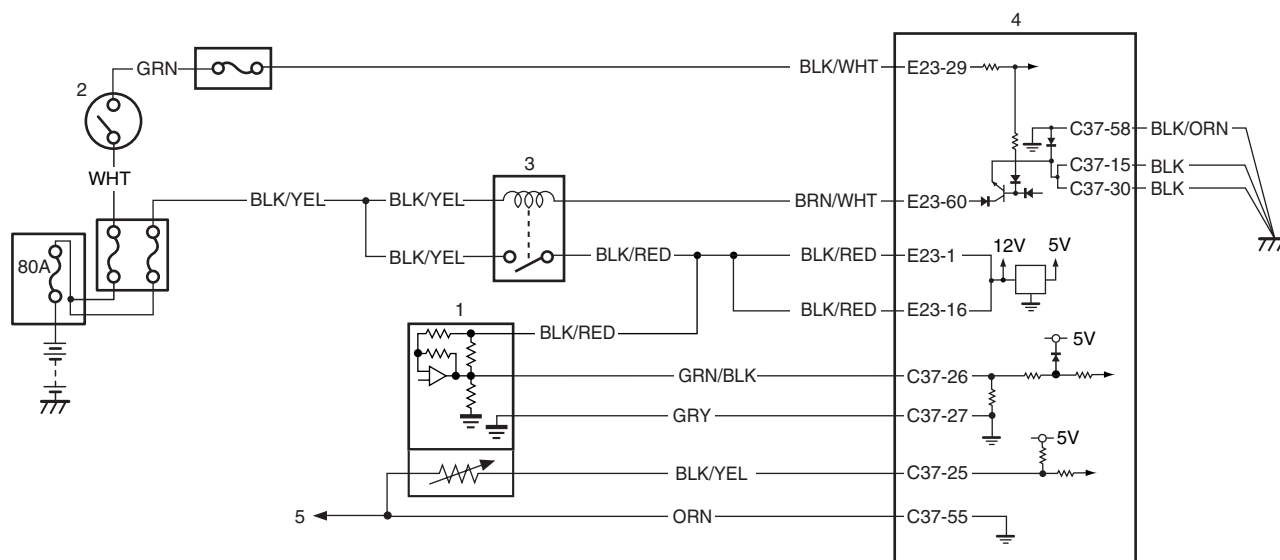 4
GRN
BLK/WHT
E23-29
2
C37-58
BLK/ORN
3
C37-15
BLK
WHT
C37-30
BLK
BLK/YEL
BLK/YEL
BRN/WHT
E23-60
80A
BLK/YEL
BLK/RED
BLK/RED
E23-1
12V
5V
1
BLK/RED
E23-16
BLK/RED
5V
GRN/BLK
C37-26
GRY
C37-27
5V
BLK/YEL
C37-25
5
ORN
C37-55